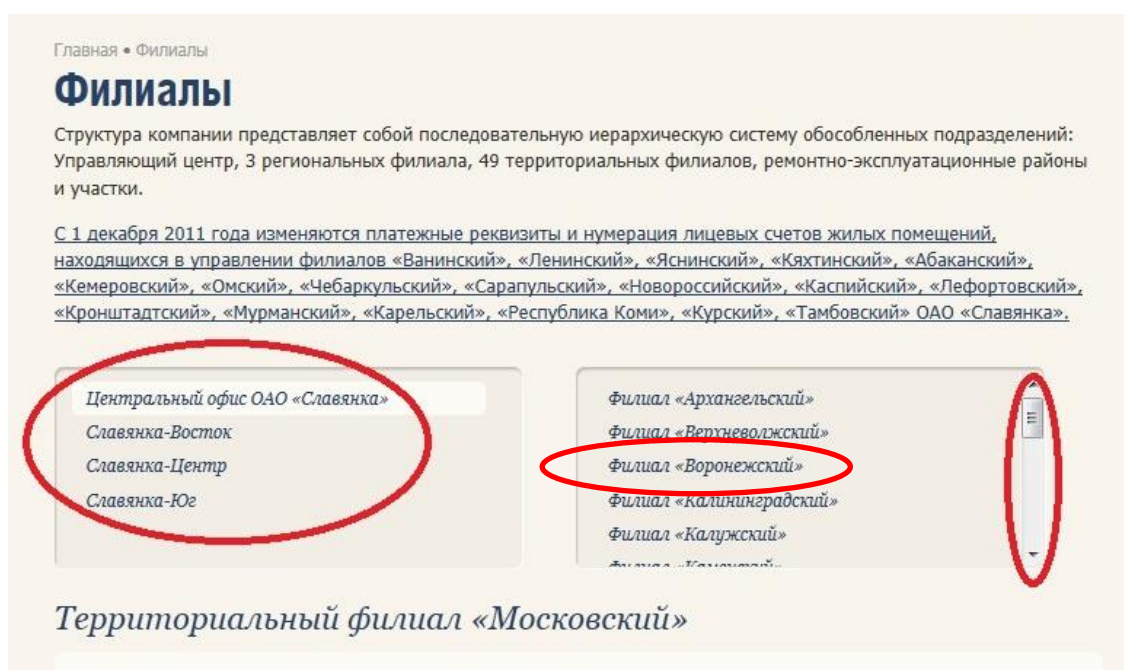 Главная • Филиалы
Филиалы
Структура компании представляет собой последовательную иерархическую систему обособленных подразделений:
Управляющий центр, 3 региональных филиала, 49 территориальных филиалов, ремонтно-эксплуатационные районы
и участки.
С 1 декабря 2011 года изменяются платежные реквизиты и нумерация лицевых счетов жилых помещений,
находящихся в управлении филиалов «Ванинский», «Ленинский», «Яснинский», «Кяхтинский», «Абаканский»,
«Кемеровский», «Омский», «Чебаркульский», «Сарапульский», «Новороссийский», «Каспийский», «Лефортовский»,
«Кронштадтский», «Мурманский», «Карельский», «Республика Коми», «Курский», «Тамбовский» ОАО «Славянка».
Центральный офис ОАО «Славянка»
Славянка-Восток
Славянка-Центр
Славянка-Юг
Филиал «Архангельский»
Филиал «Верхневолжский»
Филиал «Воронежский»
Филиал «Калининградский»
Филиал «Калужский»
Территориальный филиал «Московский»